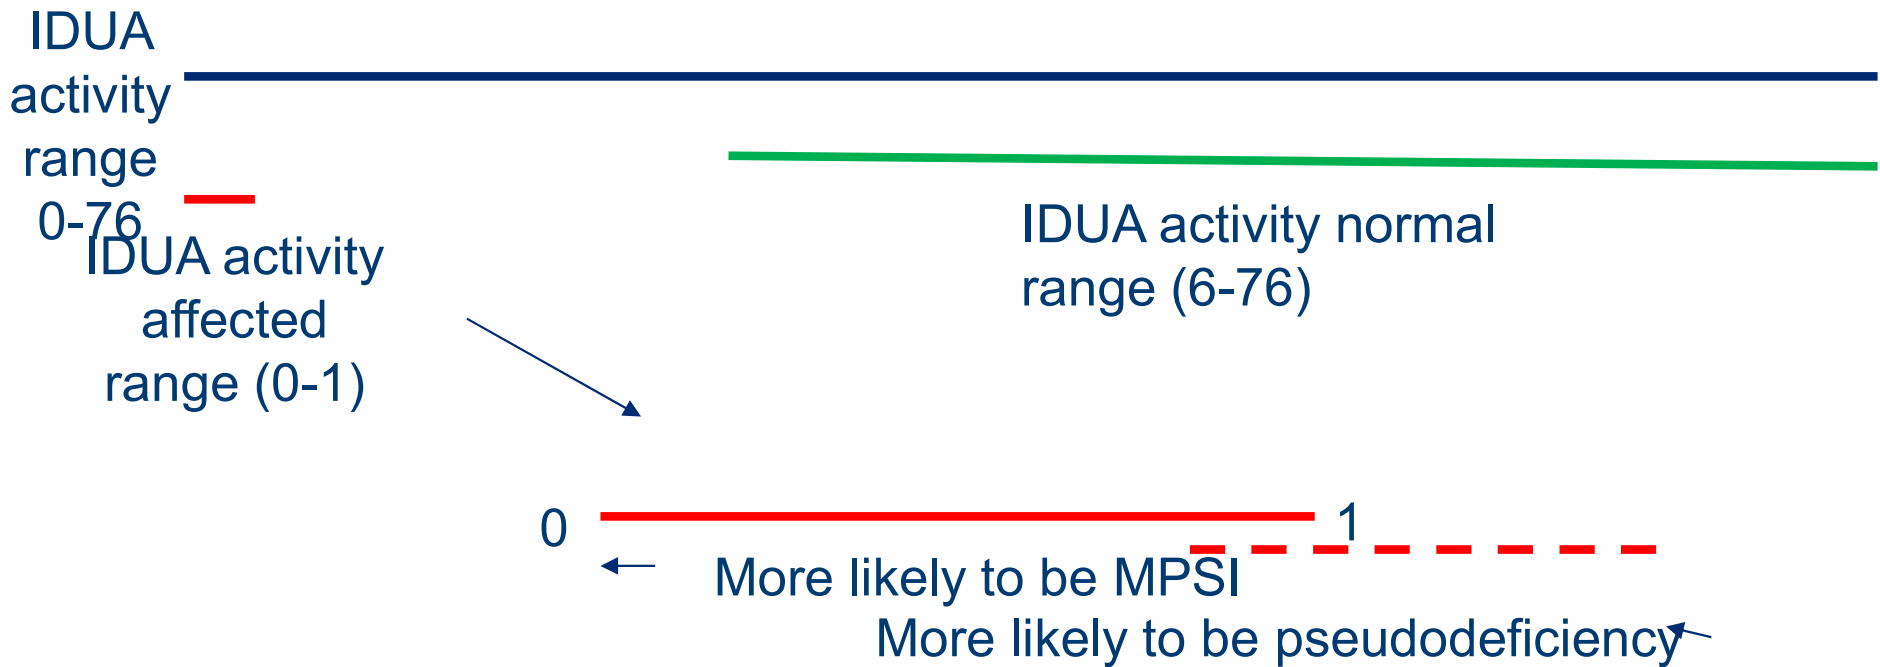 IDUA
activity
range
0-76
IDUA activity
affected
range (0-1)
IDUA activity normal
range (6-76)
0
1
More likely to be MPSI
More likely to be pseudodeficiency